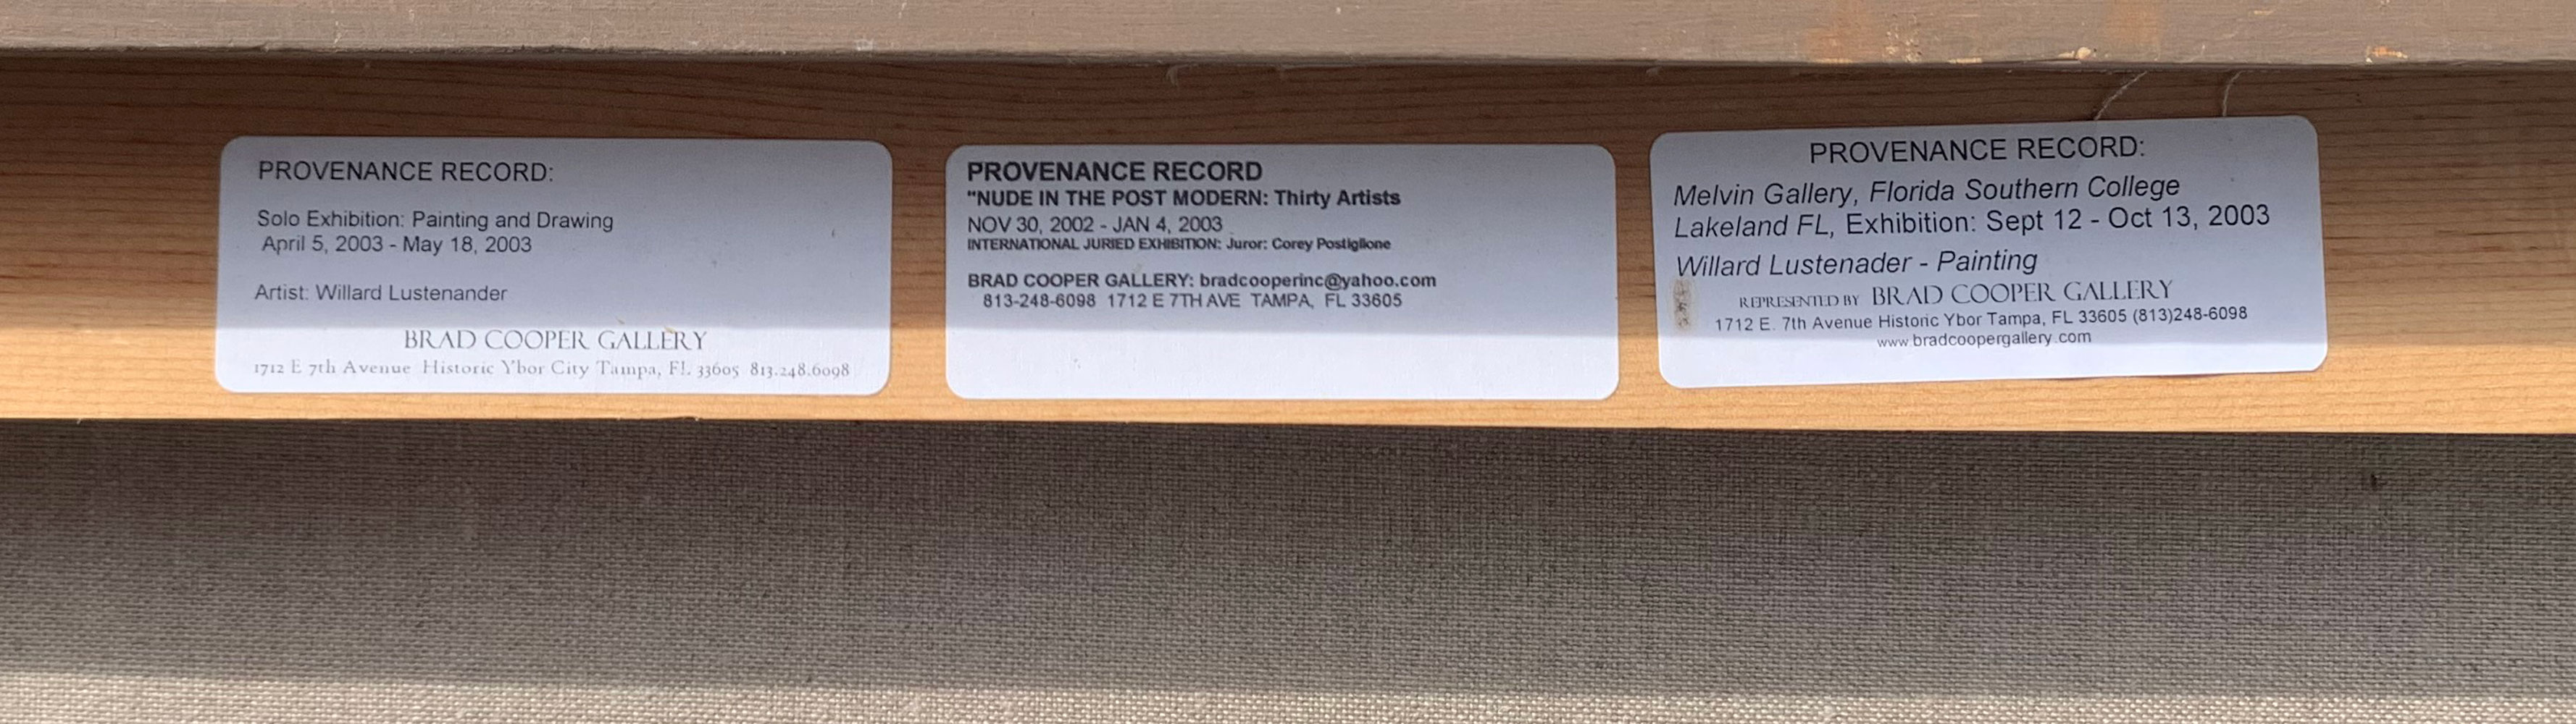 PROVENANCE RECORD:
Solo Exhibition: Painting and Drawing
April 5, 2003 - May 18, 2003
Artist: Willard Lustenander
BRAD COOPER GALLERY
1712 E 7th Avenue Historic Ybor City Tampa, FL 33605 813.248.6098
PROVENANCE RECORD
"NUDE IN THE POST MODERN: Thirty Artists
NOV 30, 2002 - JAN 4, 2003
INTERNATIONAL JURIED EXHIBITION: Juror: Corey Postiglione
BRAD COOPER GALLERY: bradcooperinc@yahoo.com
813-248-6098 1712 E 7TH AVE TAMPA, FL 33605
PROVENANCE RECORD:
Melvin Gallery, Florida Southern College
Lakeland FL, Exhibition: Sept 12 - Oct 13, 2003
Willard Lustenader - Painting
REPRESENTED BY BRAD COOPER GALLERY
1712 E. 7th Avenue Historic Ybor Tampa, FL 33605 (813)248-6098
www.bradcoopergallery.com